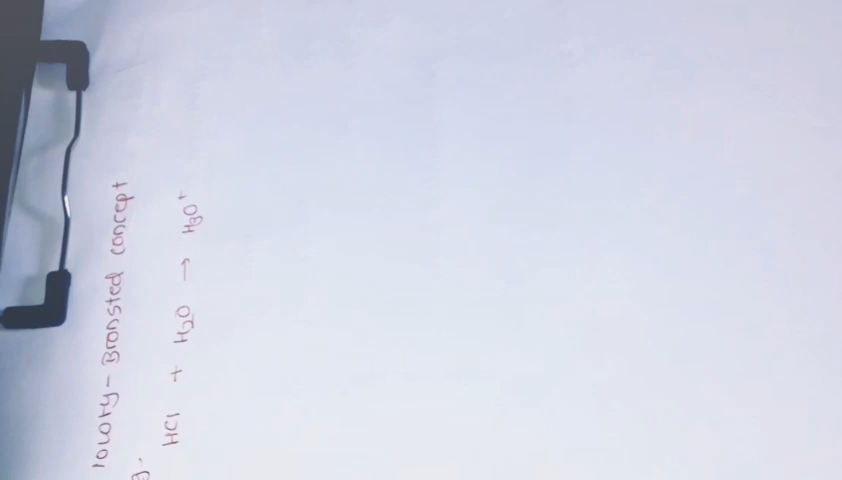 lowry - Bronsted concept
HCl + H₂O → H₃O⁺